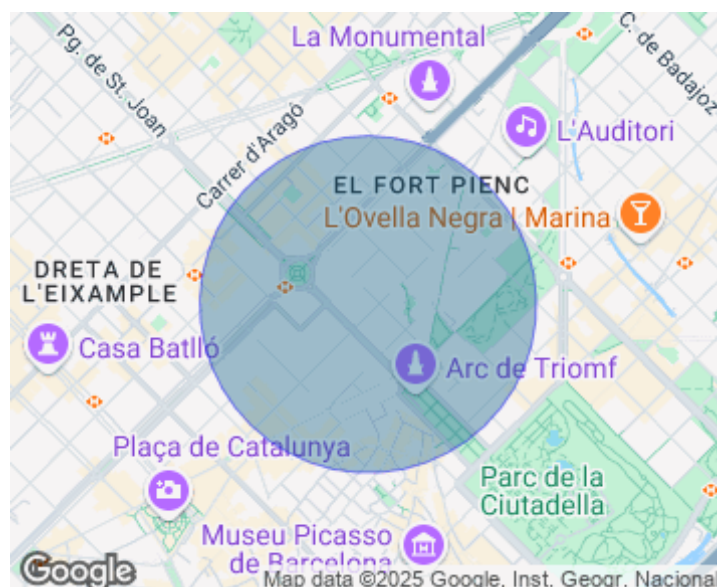 La Monumental
C. de Badajoz
Pg. de St. Joan
L'Auditori
Carrer d'Aragó
EL FORT PIENC
L'Ovella Negra | Marina
DRETA DE
L'EIXAMPLE
Casa Batlló
Arc de Triomf
Plaça de Catalunya
Parc de la
Ciutadella
Museu Picasso
de Barcelona
Google
Map data ©2025 Google, Inst. Geogr. Nacional